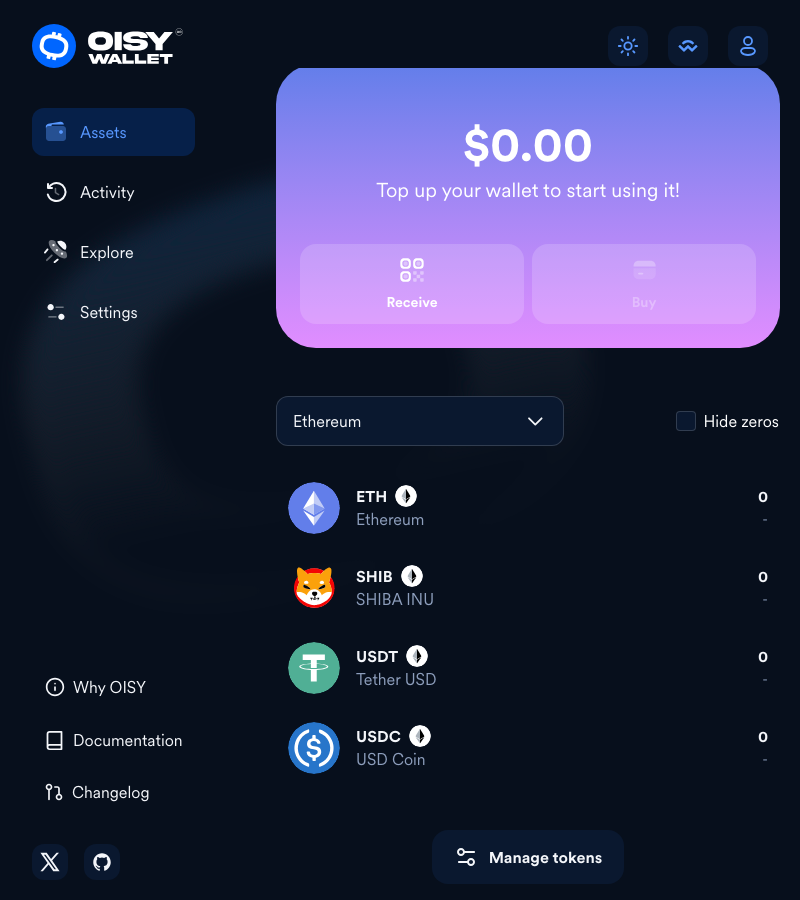 OISY
WALLET
Assets
Activity
Explore
Settings
$0.00
Top up your wallet to start using it!
Receive
Buy
Ethereum
Hide zeros
ETH
0
Ethereum
-
SHIB
0
SHIBA INU
-
USDT
0
Tether USD
-
USDC
0
USD Coin
-
Why OISY
Documentation
Changelog
Manage tokens